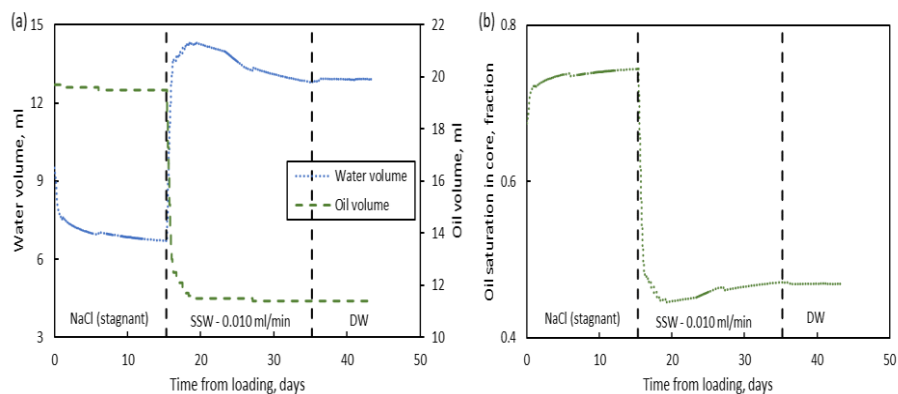 (a)
15
12
9
6
3
Water volume, ml
22
20
18
16
14
12
10
Oil volume, ml
Water volume
Oil volume
NaCl (stagnant)
SSW - 0.010 ml/min
DW
0 10 20 30 40 50
Time from loading, days
(b)
0.8
0.6
0.4
Oil saturation in core, fraction
NaCl (stagnant)
SSW - 0.010 ml/min
DW
0 10 20 30 40 50
Time from loading, days